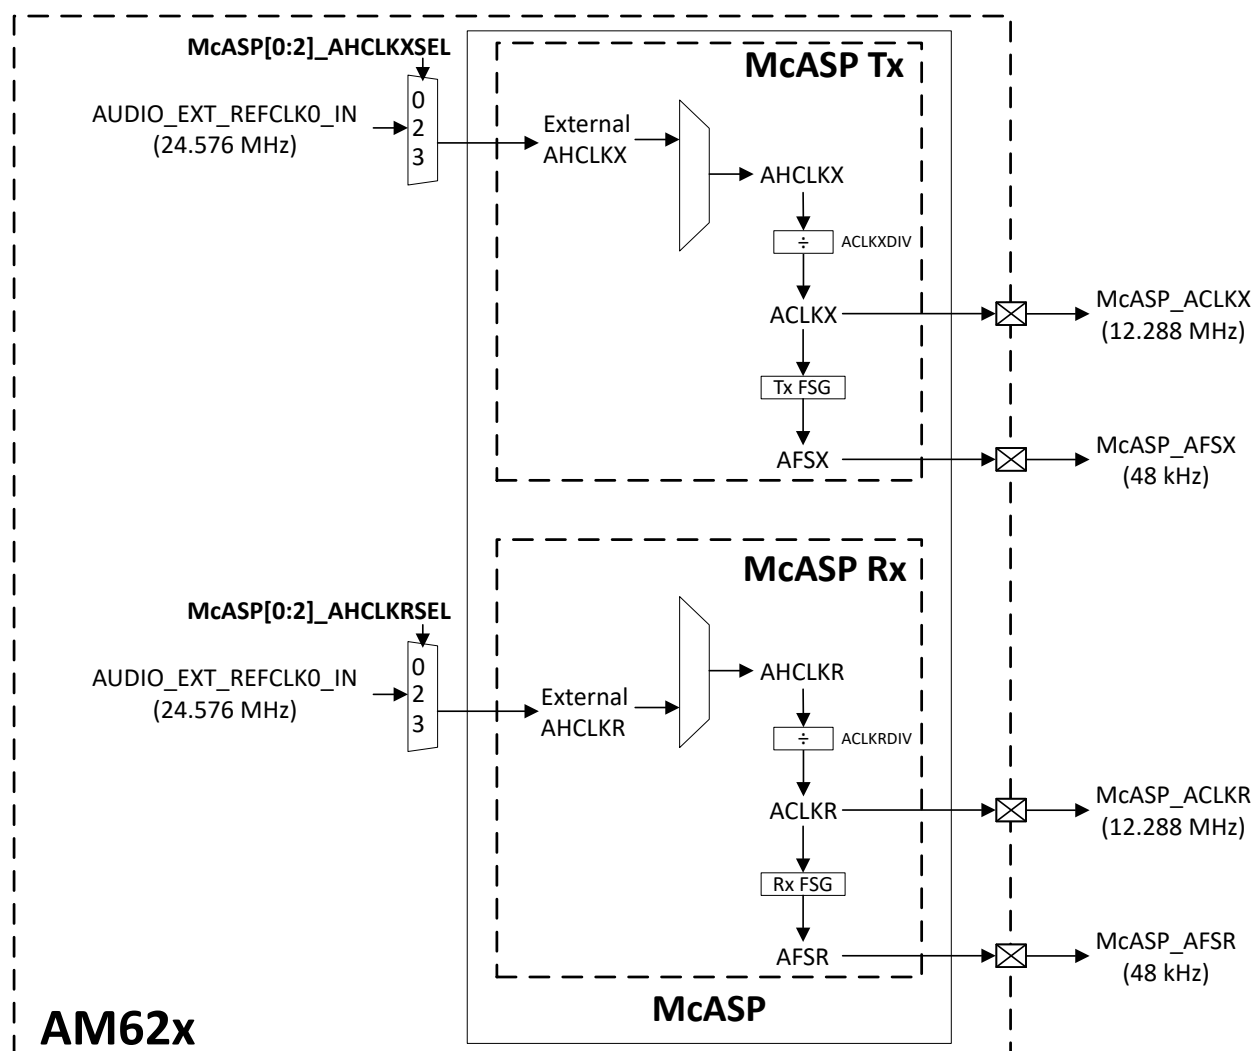 McASP[0:2]_AHCLKXSEL
McASP Tx
AUDIO_EXT_REFCLK0_IN
(24.576 MHz)
0
2
3
External
AHCLKX
AHCLKX
÷
ACLKXDIV
ACLKX
McASP_ACLKX
(12.288 MHz)
Tx FSG
AFSX
McASP_AFSX
(48 kHz)
McASP Rx
McASP[0:2]_AHCLKRSEL
AUDIO_EXT_REFCLK0_IN
(24.576 MHz)
0
2
3
External
AHCLKR
AHCLKR
÷
ACLKRDIV
ACLKR
McASP_ACLKR
(12.288 MHz)
Rx FSG
AFSR
McASP_AFSR
(48 kHz)
McASP
AM62x